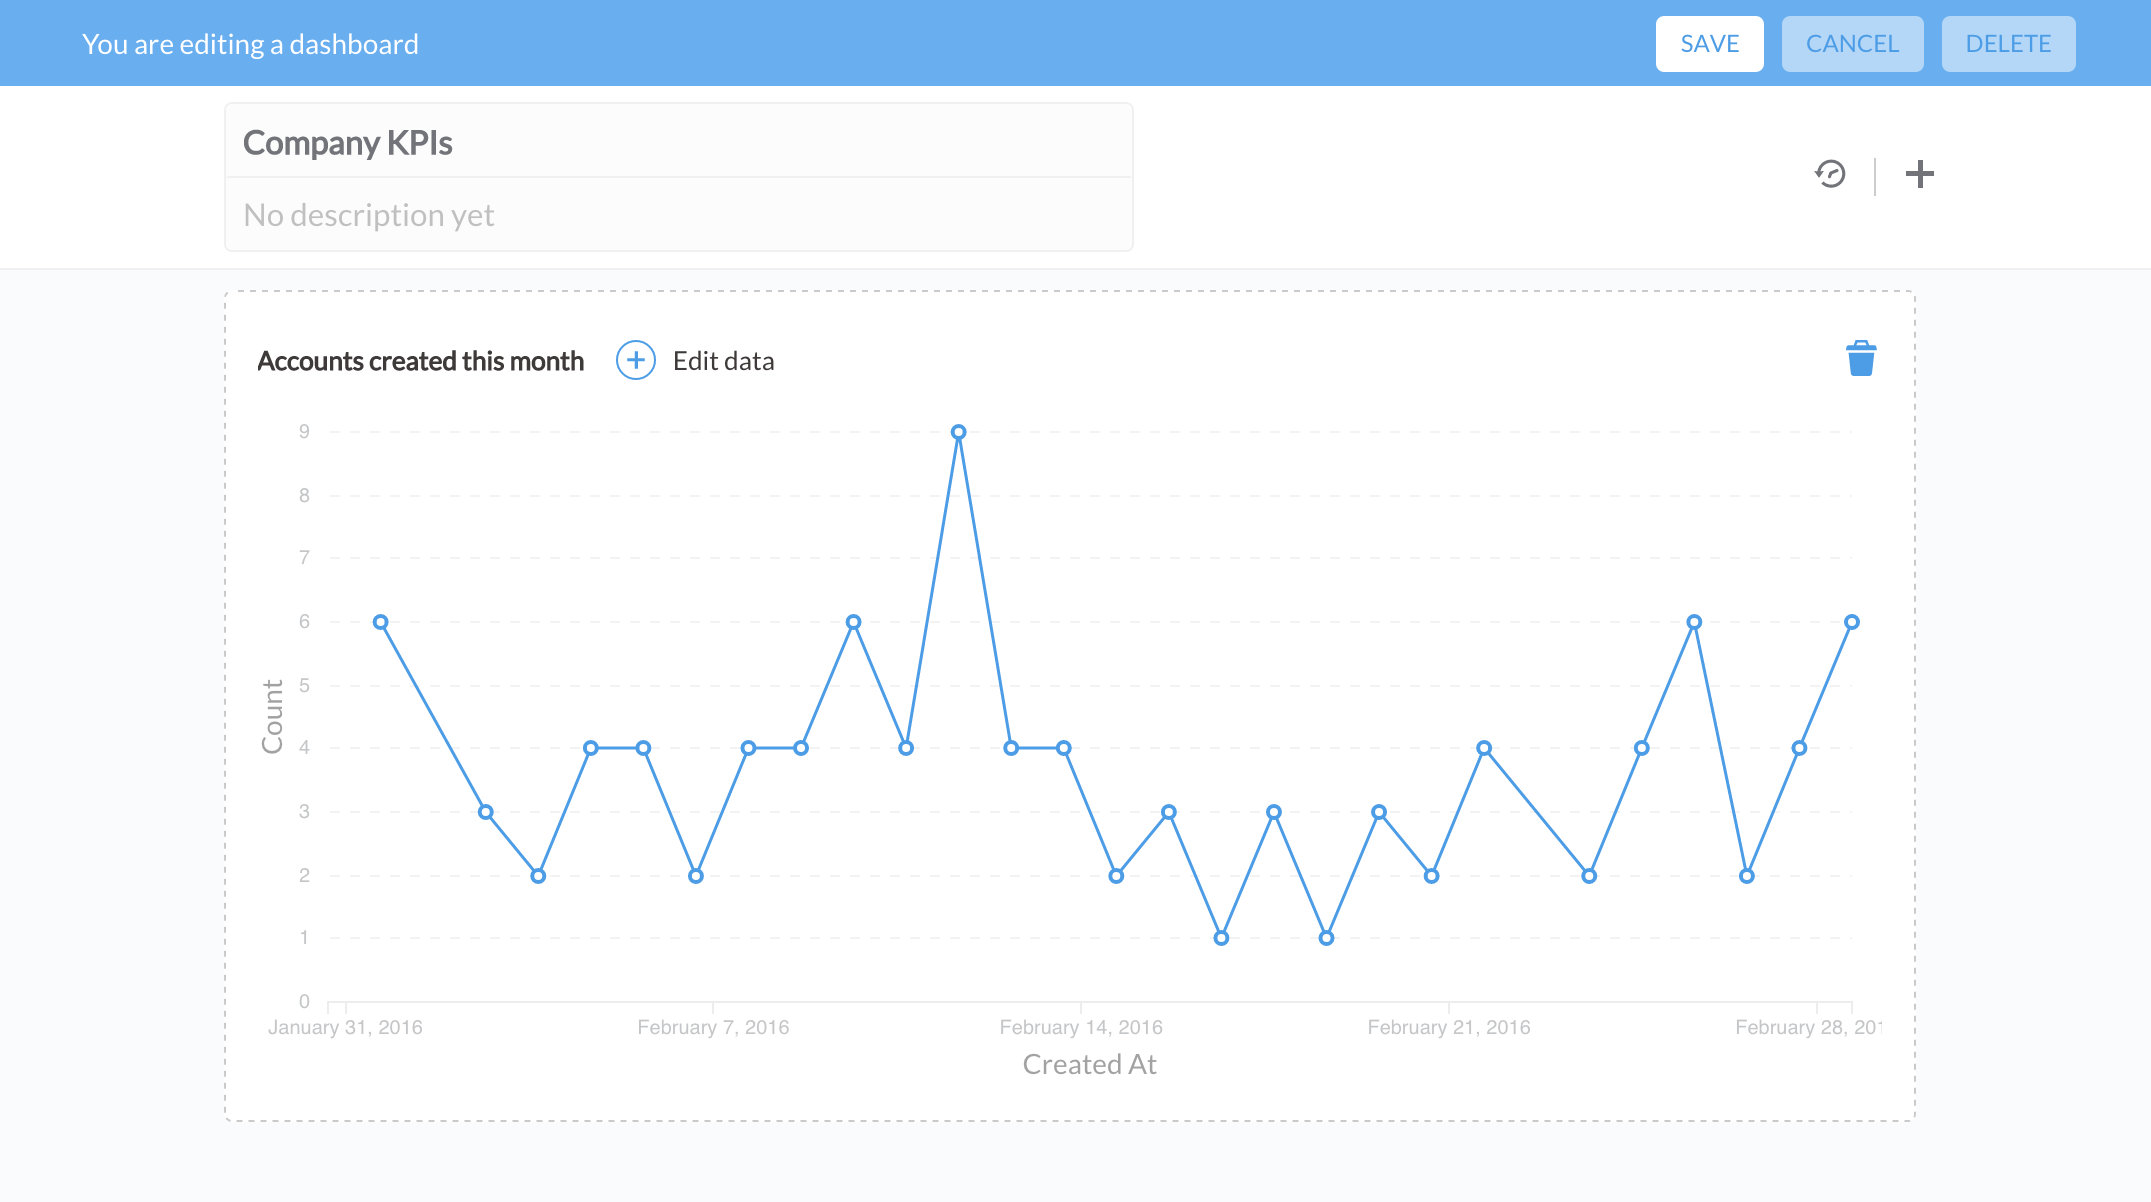 You are editing a dashboard
SAVE
CANCEL
DELETE
Company KPIs
No description yet
Accounts created this month
Edit data
9
8
7
6
5
4
3
2
1
0
Count
January 31, 2016
February 7, 2016
February 14, 2016
February 21, 2016
February 28, 201
Created At